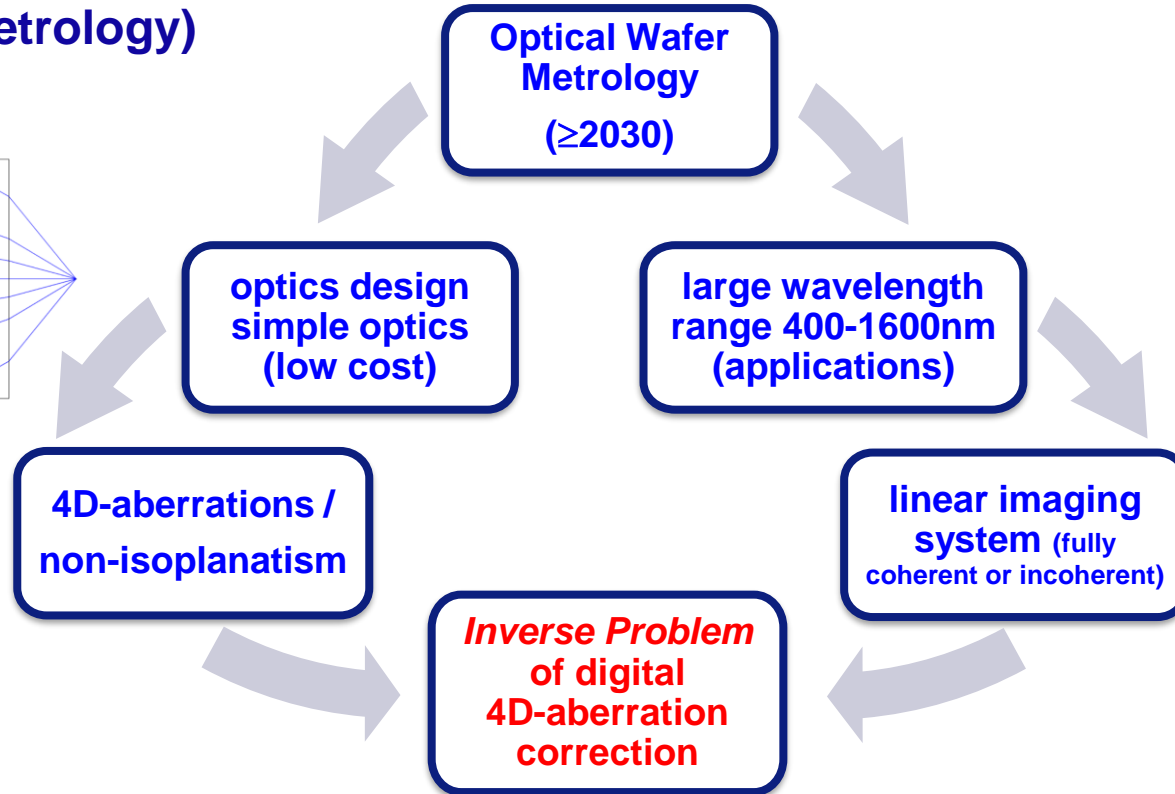 etrology)
Optical Wafer
Metrology
(≥2030)
optics design
simple optics
(low cost)
large wavelength
range 400-1600nm
(applications)
4D-aberrations /
non-isoplanatism
linear imaging
system (fully
coherent or incoherent)
Inverse Problem
of digital
4D-aberration
correction